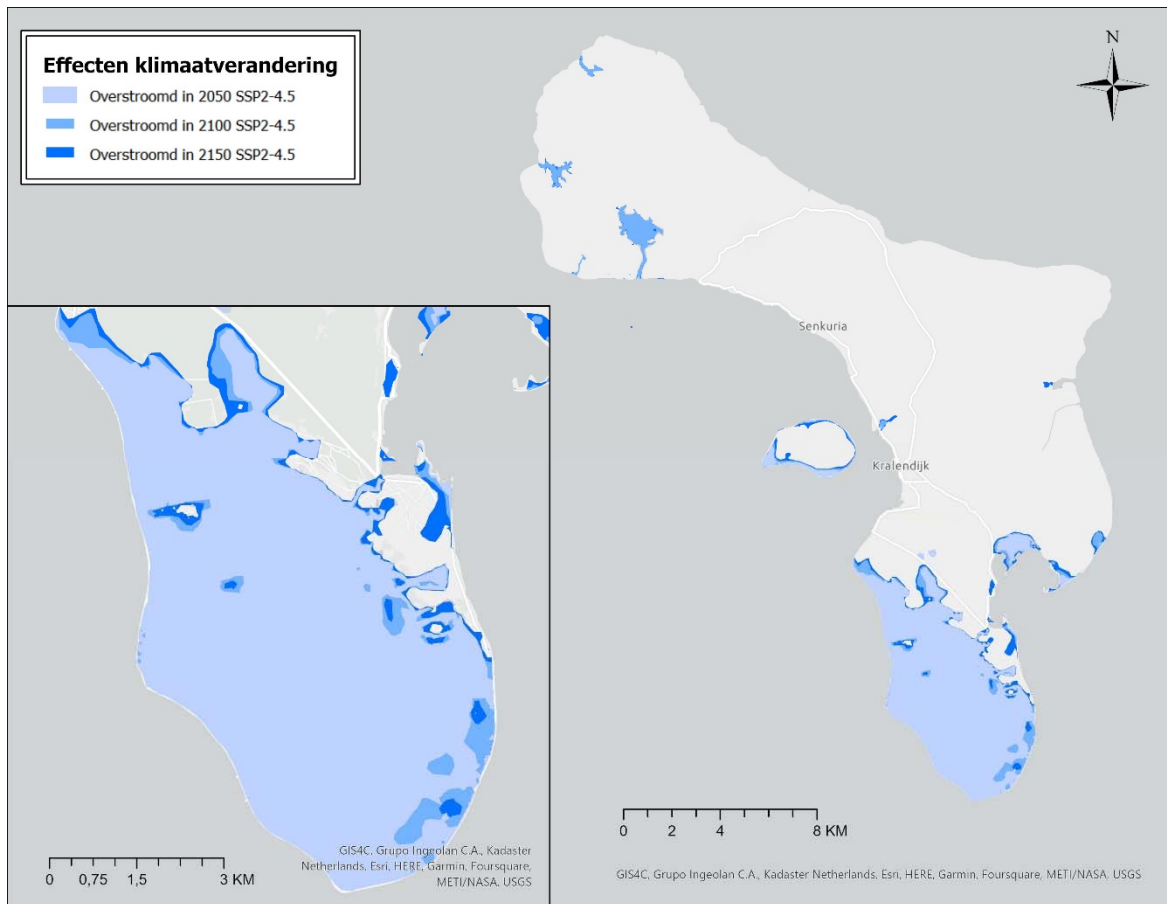 Effecten klimaatverandering
Overstroomd in 2050 SSP2-4.5
Overstroomd in 2100 SSP2-4.5
Overstroomd in 2150 SSP2-4.5
N
Senkuria
Kralendijk
0 0,75 1,5 3 KM
GIS4C, Grupo Ingeolan C.A., Kadaster
Netherlands, Esri, HERE, Garmin, Foursquare,
METI/NASA, USGS
0 2 4 8 KM
GIS4C, Grupo Ingeolan C.A., Kadaster Netherlands, Esri, HERE, Garmin, Foursquare, METI/NASA, USGS